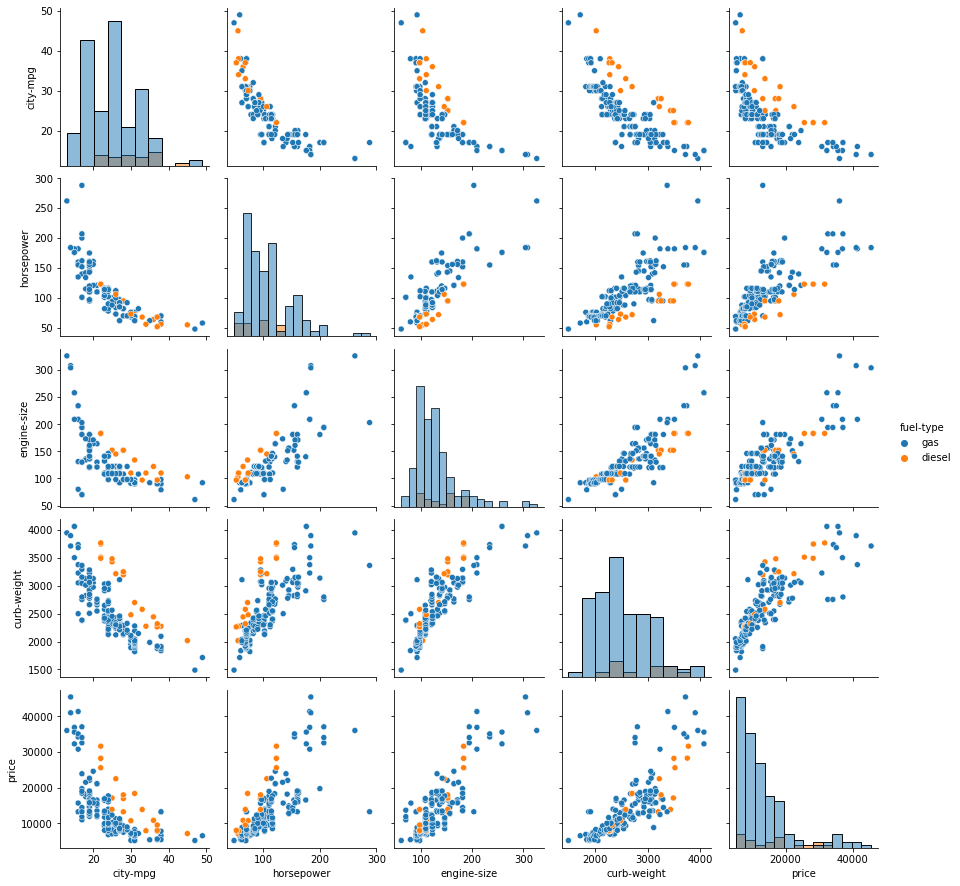 50
40
30
20
city-mpg
300
250
200
150
100
50
horsepower
300
250
200
150
100
50
engine-size
fuel-type
gas
diesel
4000
3500
3000
2500
2000
1500
curb-weight
40000
30000
20000
10000
price
20 30 40 50
100 200 300
100 200 300
2000 3000 4000
20000 40000
city-mpg horsepower engine-size curb-weight price